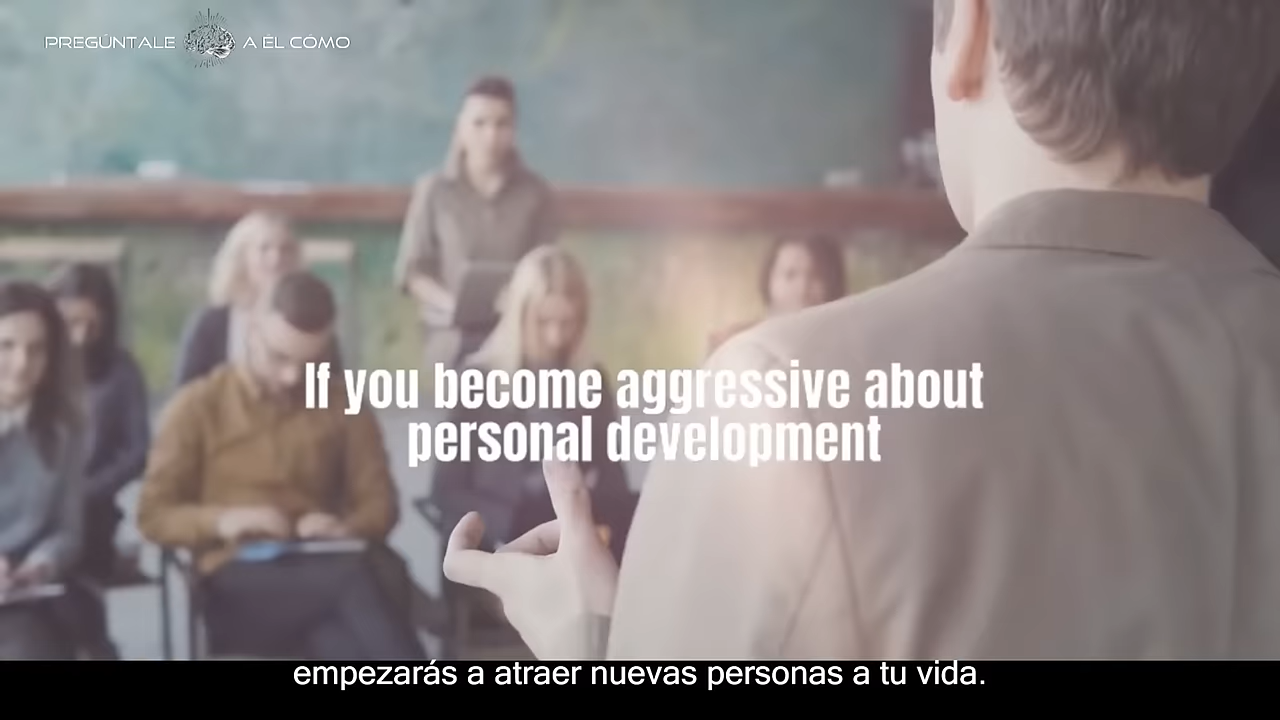 PREGÚNTALE A ÉL CÓMO
If you become aggressive about
personal development
empezarás a atraer nuevas personas a tu vida.